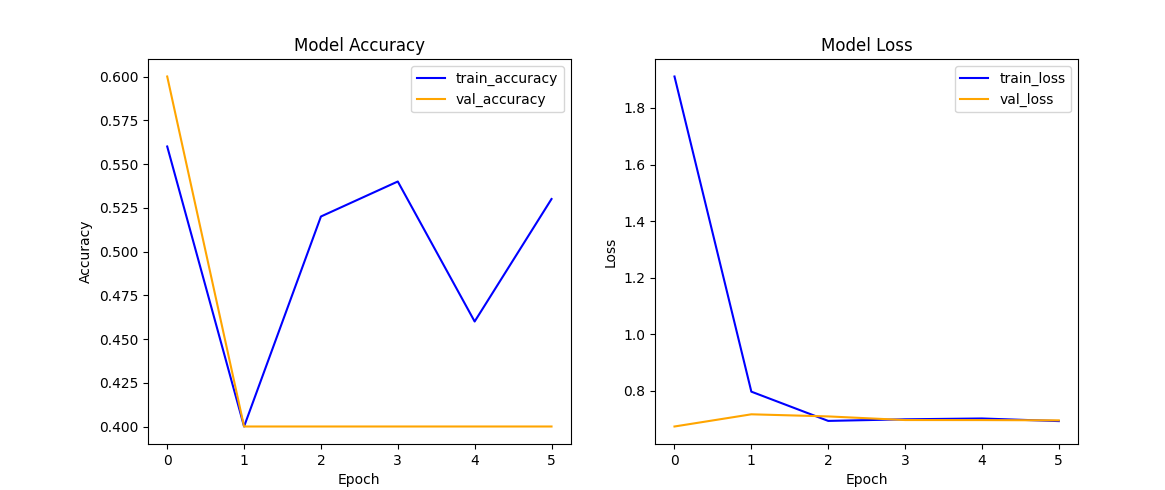 Model Accuracy
train_accuracy
val_accuracy
0.600
0.575
0.550
0.525
0.500
0.475
0.450
0.425
0.400
Accuracy
0 1 2 3 4 5
Epoch
Model Loss
train_loss
val_loss
1.8
1.6
1.4
1.2
1.0
0.8
Loss
0 1 2 3 4 5
Epoch